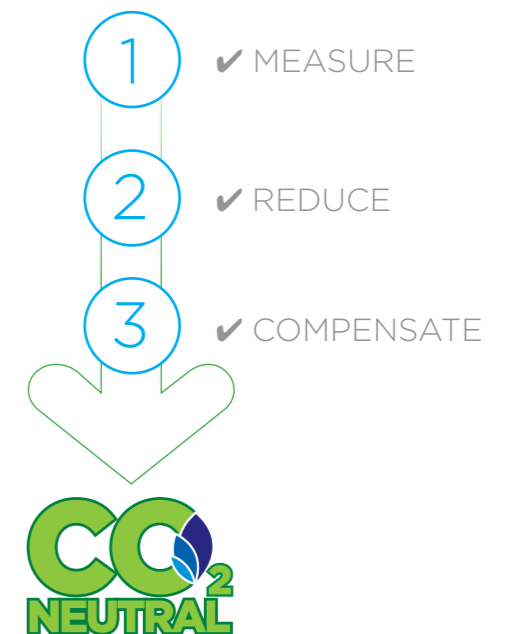 1 ✔ MEASURE
2 ✔ REDUCE
3 ✔ COMPENSATE
CO2
NEUTRAL